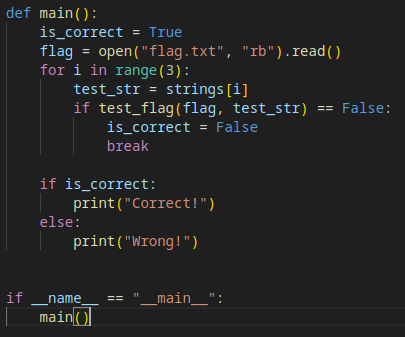 def main():
    is_correct = True
    flag = open("flag.txt", "rb").read()
    for i in range(3):
        test_str = strings[i]
        if test_flag(flag, test_str) == False:
            is_correct = False
            break

    if is_correct:
        print("Correct!")
    else:
        print("Wrong!")


if __name__ == "__main__":
    main()